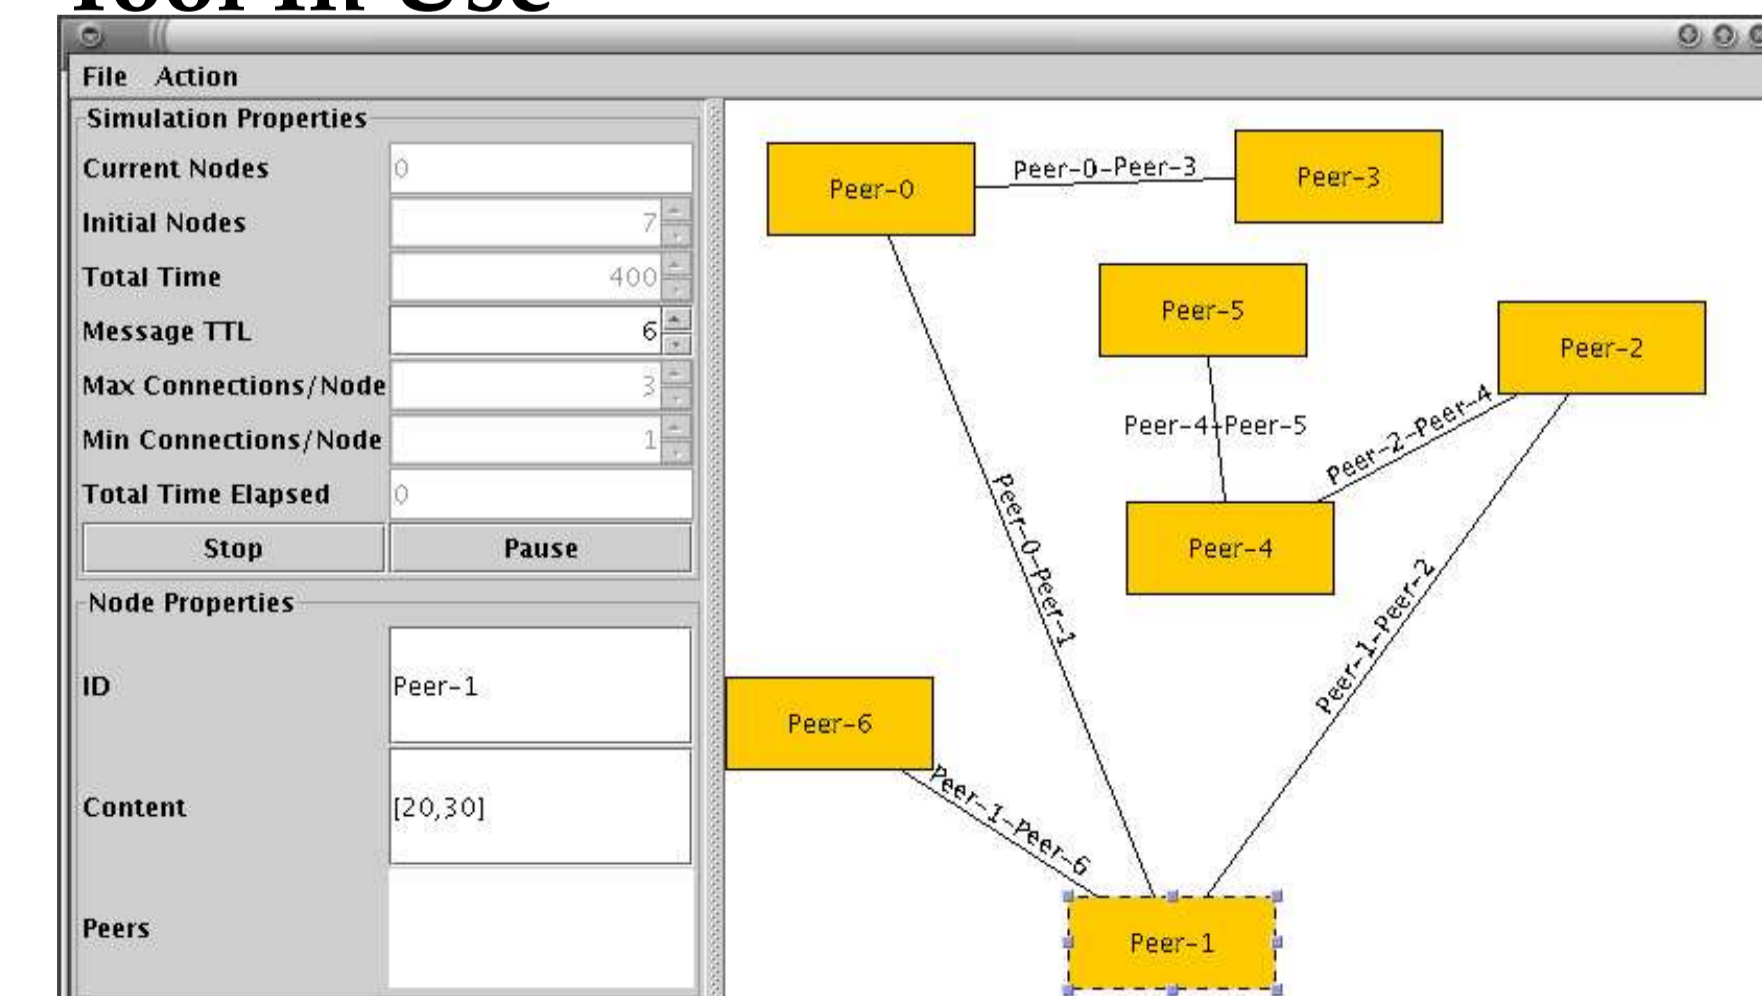 Tool In Use
File Action
Simulation Properties
Current Nodes 0
Initial Nodes 7
Total Time 400
Message TTL 6
Max Connections/Node 3
Min Connections/Node 1
Total Time Elapsed 0
Stop Pause
Node Properties
ID Peer-1
Content [20,30]
Peers
Peer-0
Peer-0-Peer-3
Peer-3
Peer-5
Peer-2
Peer-4-Peer-5
Peer-2-Peer-4
Peer-4
Peer-0-Peer-1
Peer-1-Peer-2
Peer-6
Peer-1-Peer-6
Peer-1